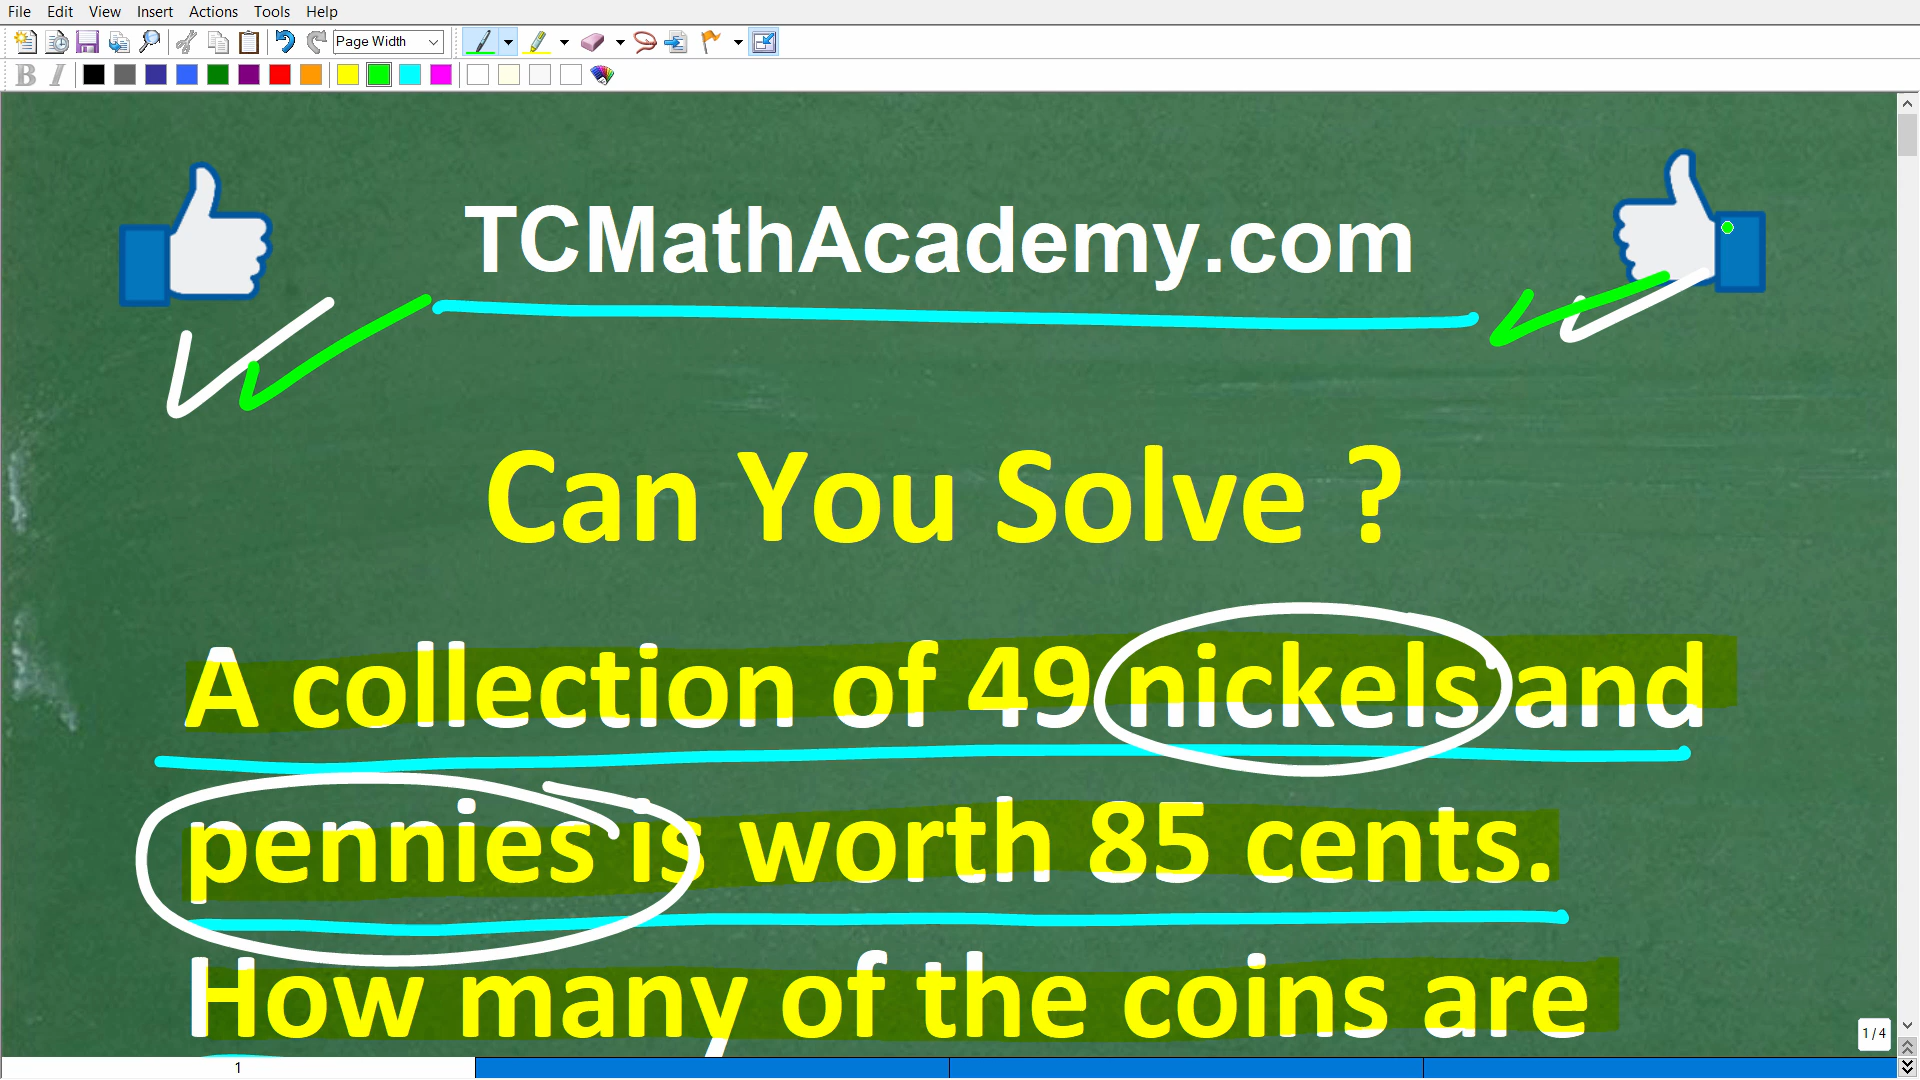 File Edit View Insert Actions Tools Help
Page Width
B I
TCMathAcademy.com
Can You Solve ?
A collection of 49 nickels and
pennies is worth 85 cents.
How many of the coins are
1 / 4
1